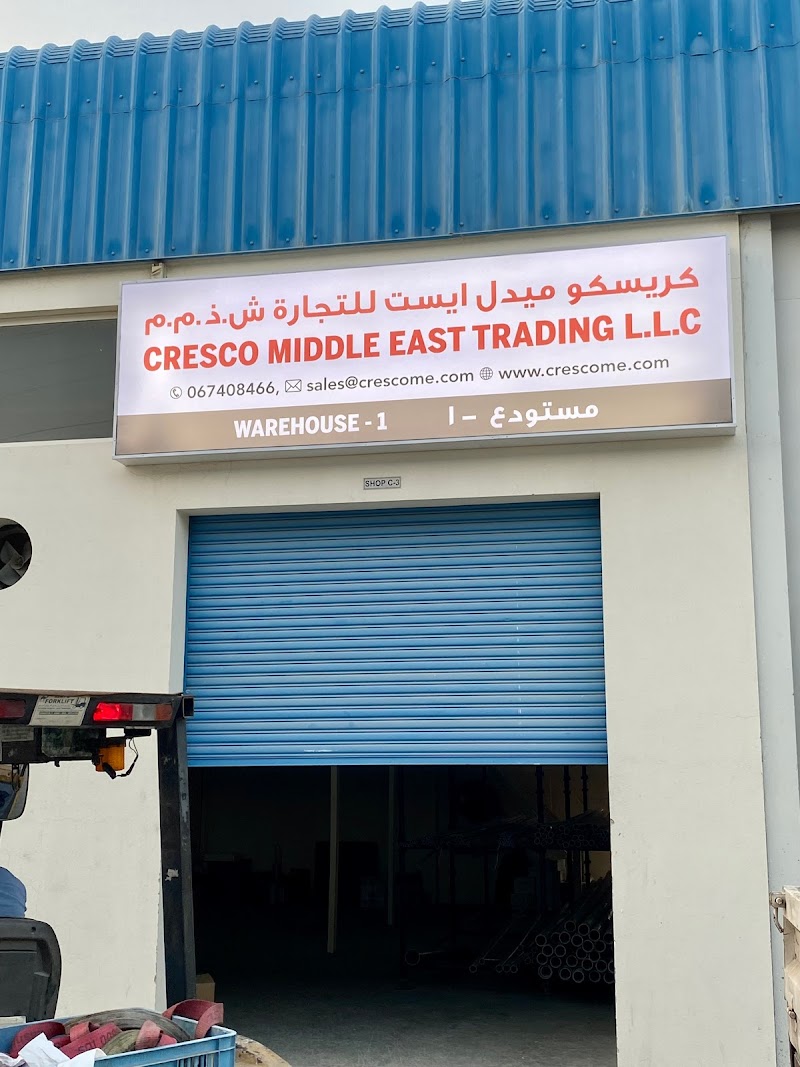 كريسكو ميدل ايست للتجارة ش.ذ.م.م
CRESCO MIDDLE EAST TRADING L.L.C
067408466, sales@crescome.com www.crescome.com
WAREHOUSE - 1 مستودع - ١
SHOP C-3
FORKLIFT